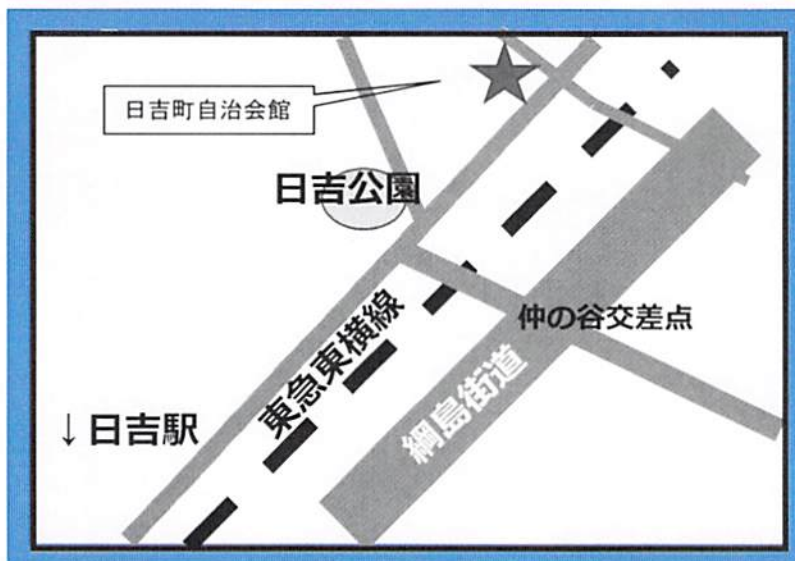 日吉町自治会館
日吉公園
仲の谷交差点
東急東横線
綱島街道
↓日吉駅